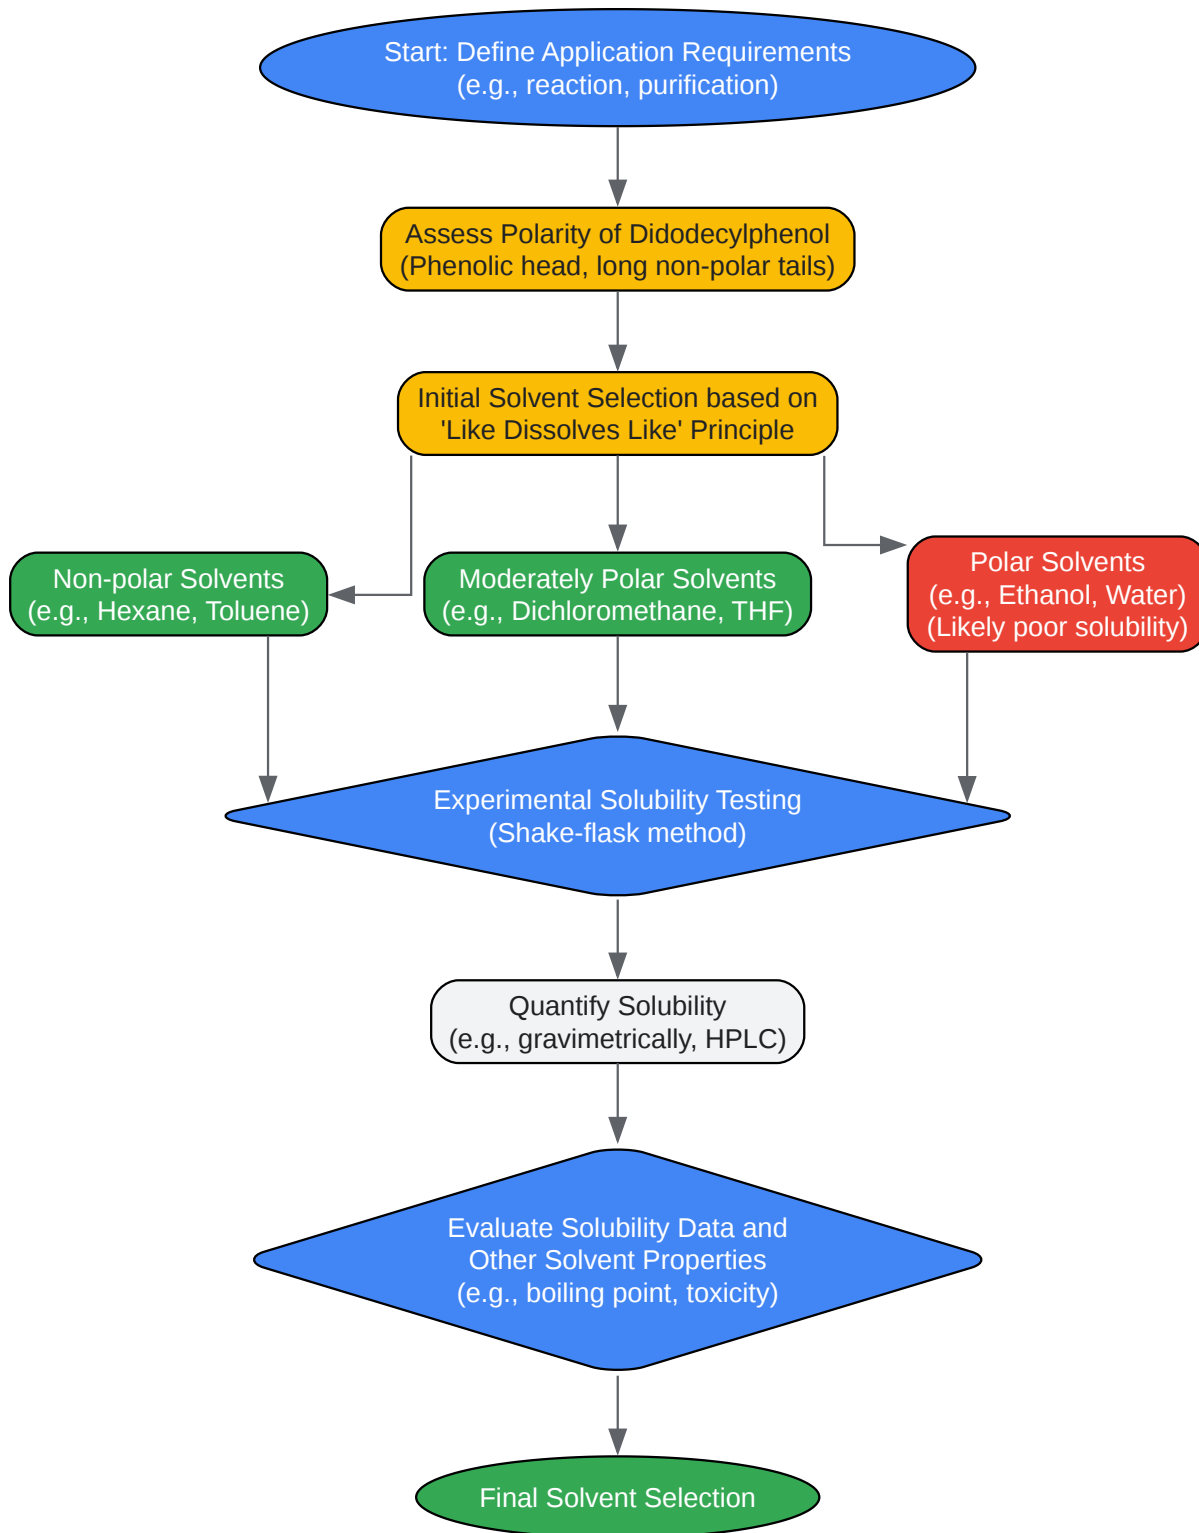 Start: Define Application Requirements
(e.g., reaction, purification)
Assess Polarity of Didodecylphenol
(Phenolic head, long non-polar tails)
Initial Solvent Selection based on
'Like Dissolves Like' Principle
Non-polar Solvents
(e.g., Hexane, Toluene)
Moderately Polar Solvents
(e.g., Dichloromethane, THF)
Polar Solvents
(e.g., Ethanol, Water)
(Likely poor solubility)
Experimental Solubility Testing
(Shake-flask method)
Quantify Solubility
(e.g., gravimetrically, HPLC)
Evaluate Solubility Data and
Other Solvent Properties
(e.g., boiling point, toxicity)
Final Solvent Selection